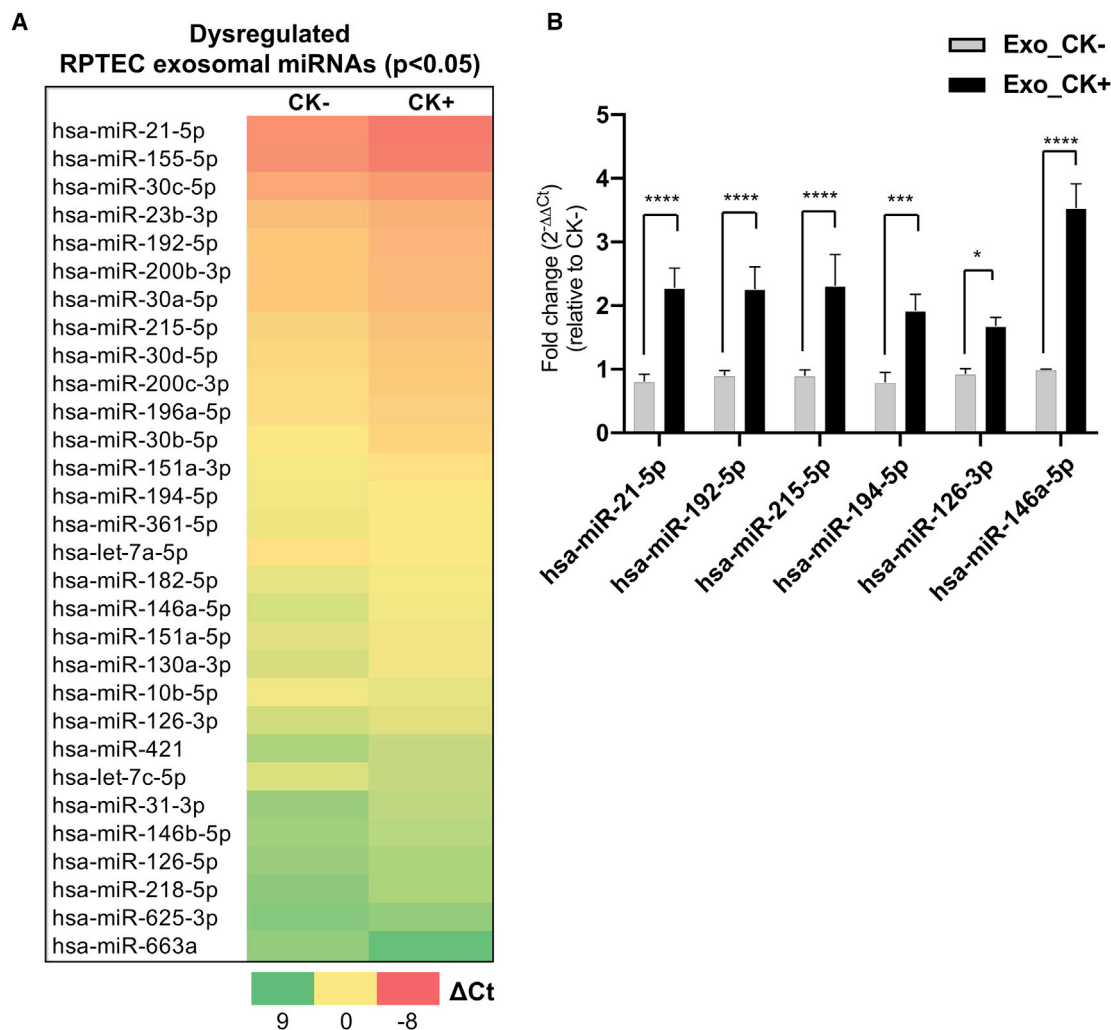 A
Dysregulated
RPTEC exosomal miRNAs (p<0.05)
CK- CK+
hsa-miR-21-5p
hsa-miR-155-5p
hsa-miR-30c-5p
hsa-miR-23b-3p
hsa-miR-192-5p
hsa-miR-200b-3p
hsa-miR-30a-5p
hsa-miR-215-5p
hsa-miR-30d-5p
hsa-miR-200c-3p
hsa-miR-196a-5p
hsa-miR-30b-5p
hsa-miR-151a-3p
hsa-miR-194-5p
hsa-miR-361-5p
hsa-let-7a-5p
hsa-miR-182-5p
hsa-miR-146a-5p
hsa-miR-151a-5p
hsa-miR-130a-3p
hsa-miR-10b-5p
hsa-miR-126-3p
hsa-miR-421
hsa-let-7c-5p
hsa-miR-31-3p
hsa-miR-146b-5p
hsa-miR-126-5p
hsa-miR-218-5p
hsa-miR-625-3p
hsa-miR-663a
ΔCt
9 0 -8
B
Exo_CK-
Exo_CK+
Fold change (2^-ΔΔCt)
(relative to CK-)
5
4
3
2
1
0
**** **** **** *** * ****
hsa-miR-21-5p
hsa-miR-192-5p
hsa-miR-215-5p
hsa-miR-194-5p
hsa-miR-126-3p
hsa-miR-146a-5p